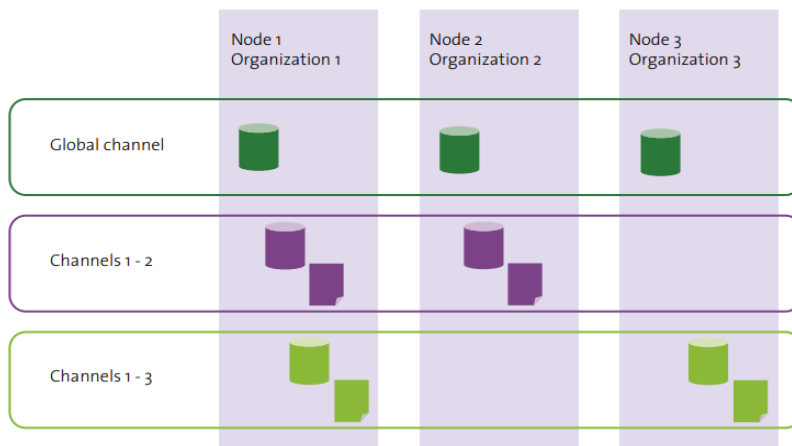 Node 1
Organization 1
Node 2
Organization 2
Node 3
Organization 3
Global channel
Channels 1 - 2
Channels 1 - 3